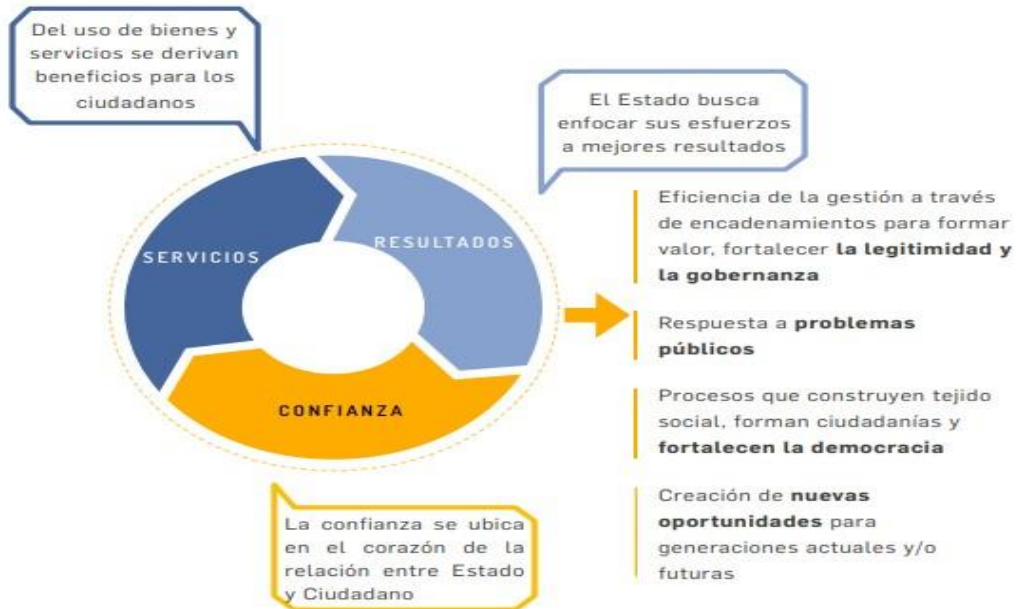 Del uso de bienes y
servicios se derivan
beneficios para los
ciudadanos
El Estado busca
enfocar sus esfuerzos
a mejores resultados
SERVICIOS
RESULTADOS
CONFIANZA
La confianza se ubica
en el corazón de la
relación entre Estado
y Ciudadano
Eficiencia de la gestión a través
de encadenamientos para formar
valor, fortalecer la legitimidad y
la gobernanza
Respuesta a problemas
públicos
Procesos que construyen tejido
social, forman ciudadanías y
fortalecen la democracia
Creación de nuevas
oportunidades para
generaciones actuales y/o
futuras